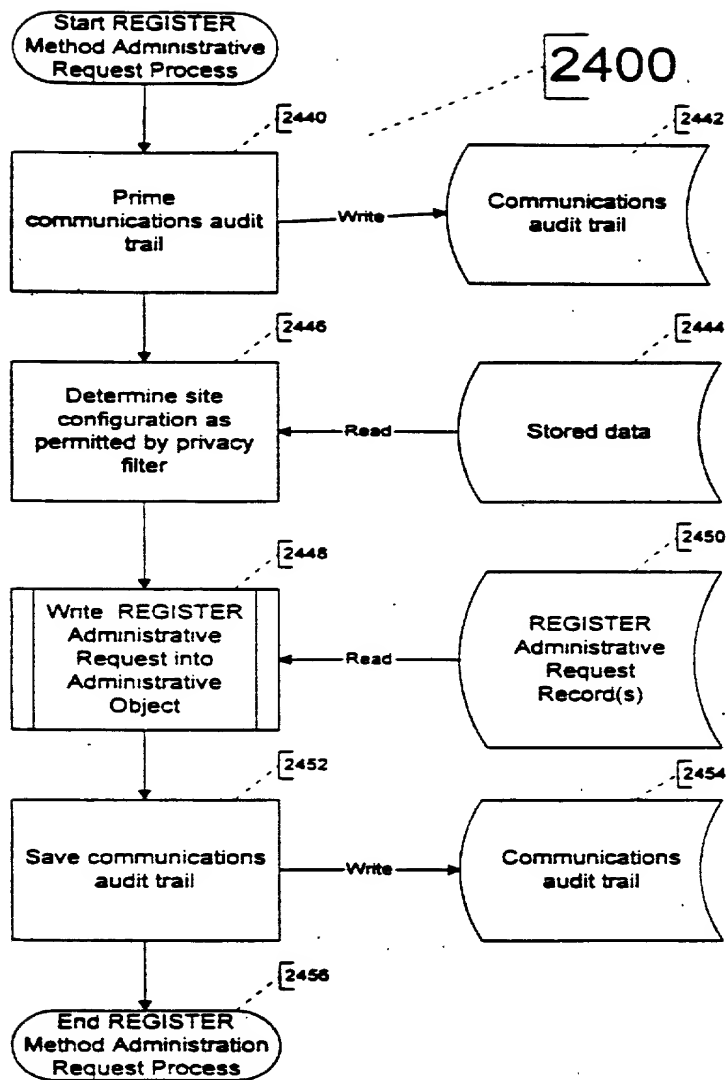 Start REGISTER
Method Administrative
Request Process
2400
2440
2442
Prime
communications audit
trail
Write
Communications
audit trail
2446
2444
Determine site
configuration as
permitted by privacy
filter
Read
Stored data
2448
2450
Write REGISTER
Administrative
Request into
Administrative
Object
Read
REGISTER
Administrative
Request
Record(s)
2452
2454
Save communications
audit trail
Write
Communications
audit trail
2456
End REGISTER
Method Administration
Request Process